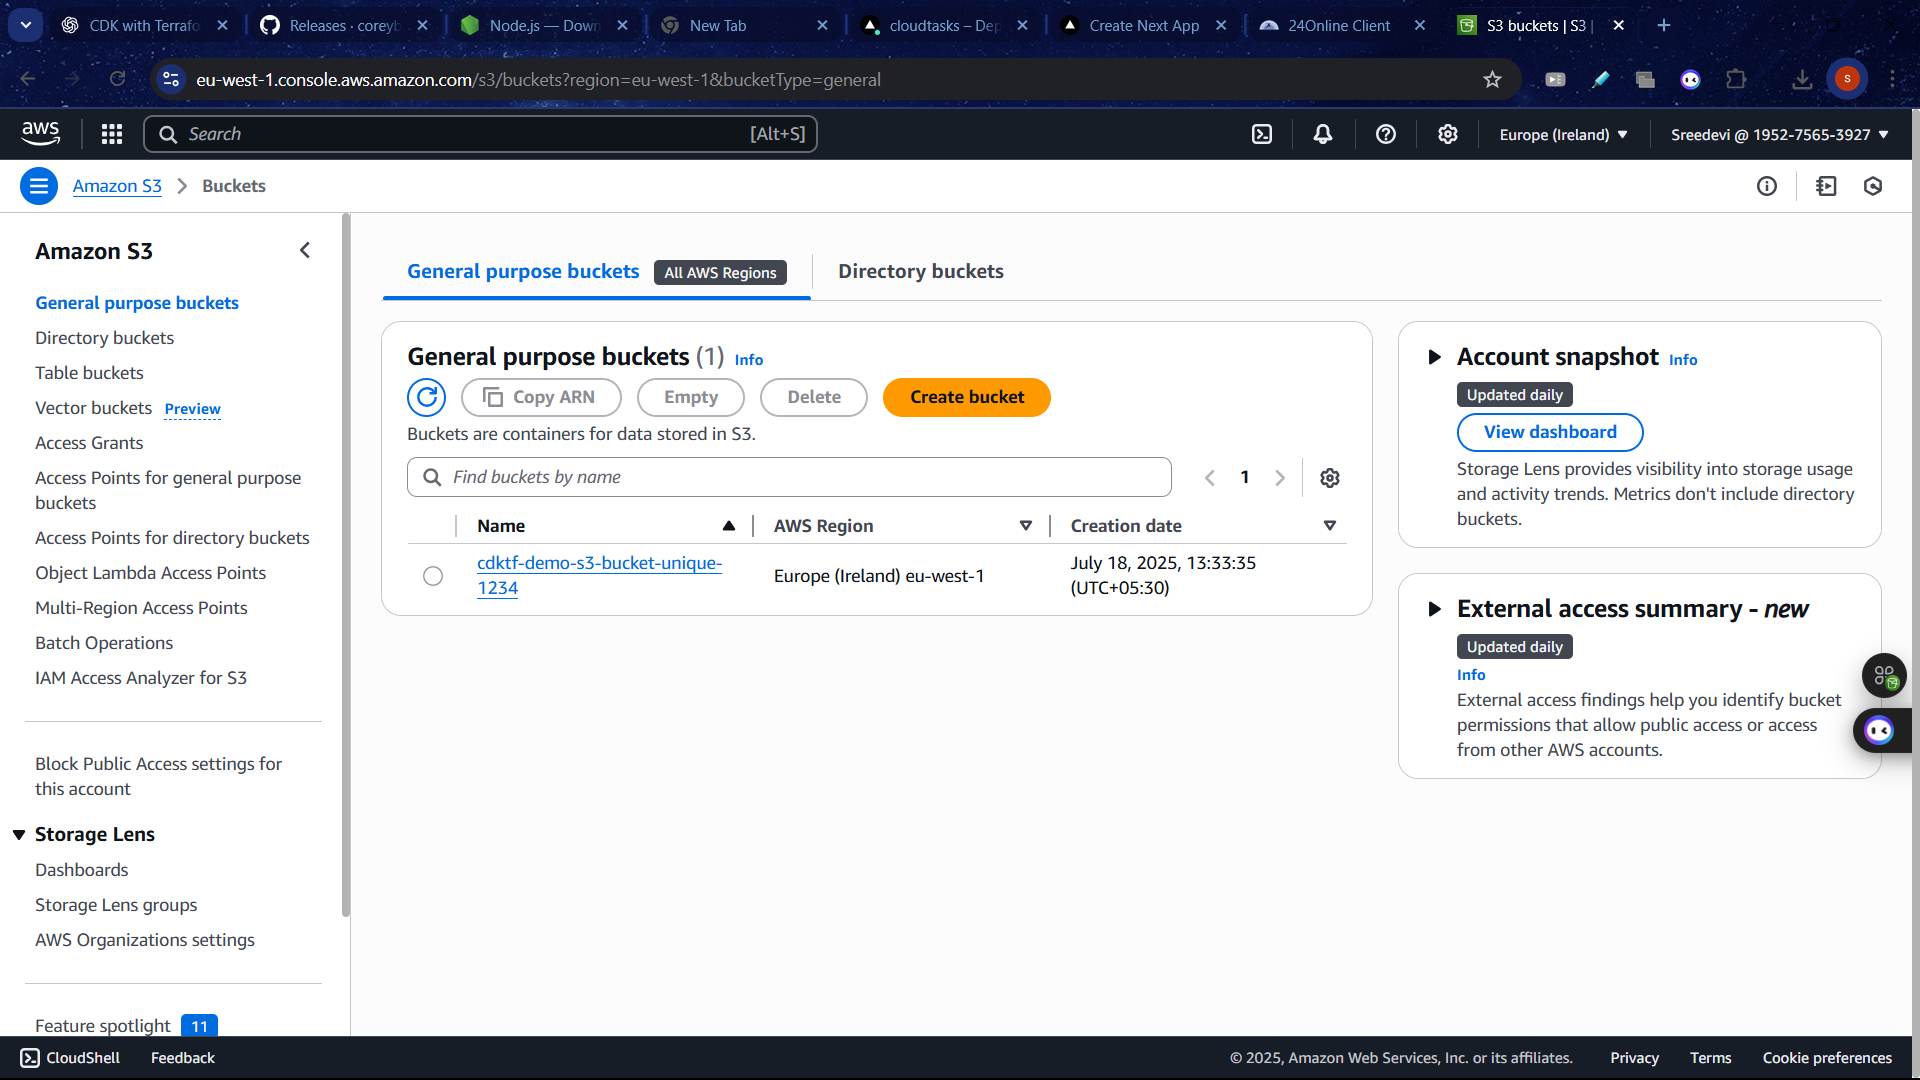 CDK with Terrafo
Releases · coreyb
Node.js — Down
New Tab
cloudtasks – Dep
Create Next App
24Online Client
S3 buckets | S3 |
eu-west-1.console.aws.amazon.com/s3/buckets?region=eu-west-1&bucketType=general
S
aws
Search
[Alt+S]
Europe (Ireland)
Sreedevi @ 1952-7565-3927
Amazon S3
Buckets
Amazon S3
General purpose buckets
Directory buckets
Table buckets
Vector buckets Preview
Access Grants
Access Points for general purpose
buckets
Access Points for directory buckets
Object Lambda Access Points
Multi-Region Access Points
Batch Operations
IAM Access Analyzer for S3
Block Public Access settings for
this account
Storage Lens
Dashboards
Storage Lens groups
AWS Organizations settings
Feature spotlight 11
General purpose buckets All AWS Regions
Directory buckets
General purpose buckets (1) Info
Copy ARN
Empty
Delete
Create bucket
Buckets are containers for data stored in S3.
Find buckets by name
1
Name
AWS Region
Creation date
cdktf-demo-s3-bucket-unique-
1234
Europe (Ireland) eu-west-1
July 18, 2025, 13:33:35
(UTC+05:30)
Account snapshot Info
Updated daily
View dashboard
Storage Lens provides visibility into storage usage
and activity trends. Metrics don't include directory
buckets.
External access summary - new
Updated daily
Info
External access findings help you identify bucket
permissions that allow public access or access
from other AWS accounts.
CloudShell
Feedback
© 2025, Amazon Web Services, Inc. or its affiliates.
Privacy
Terms
Cookie preferences